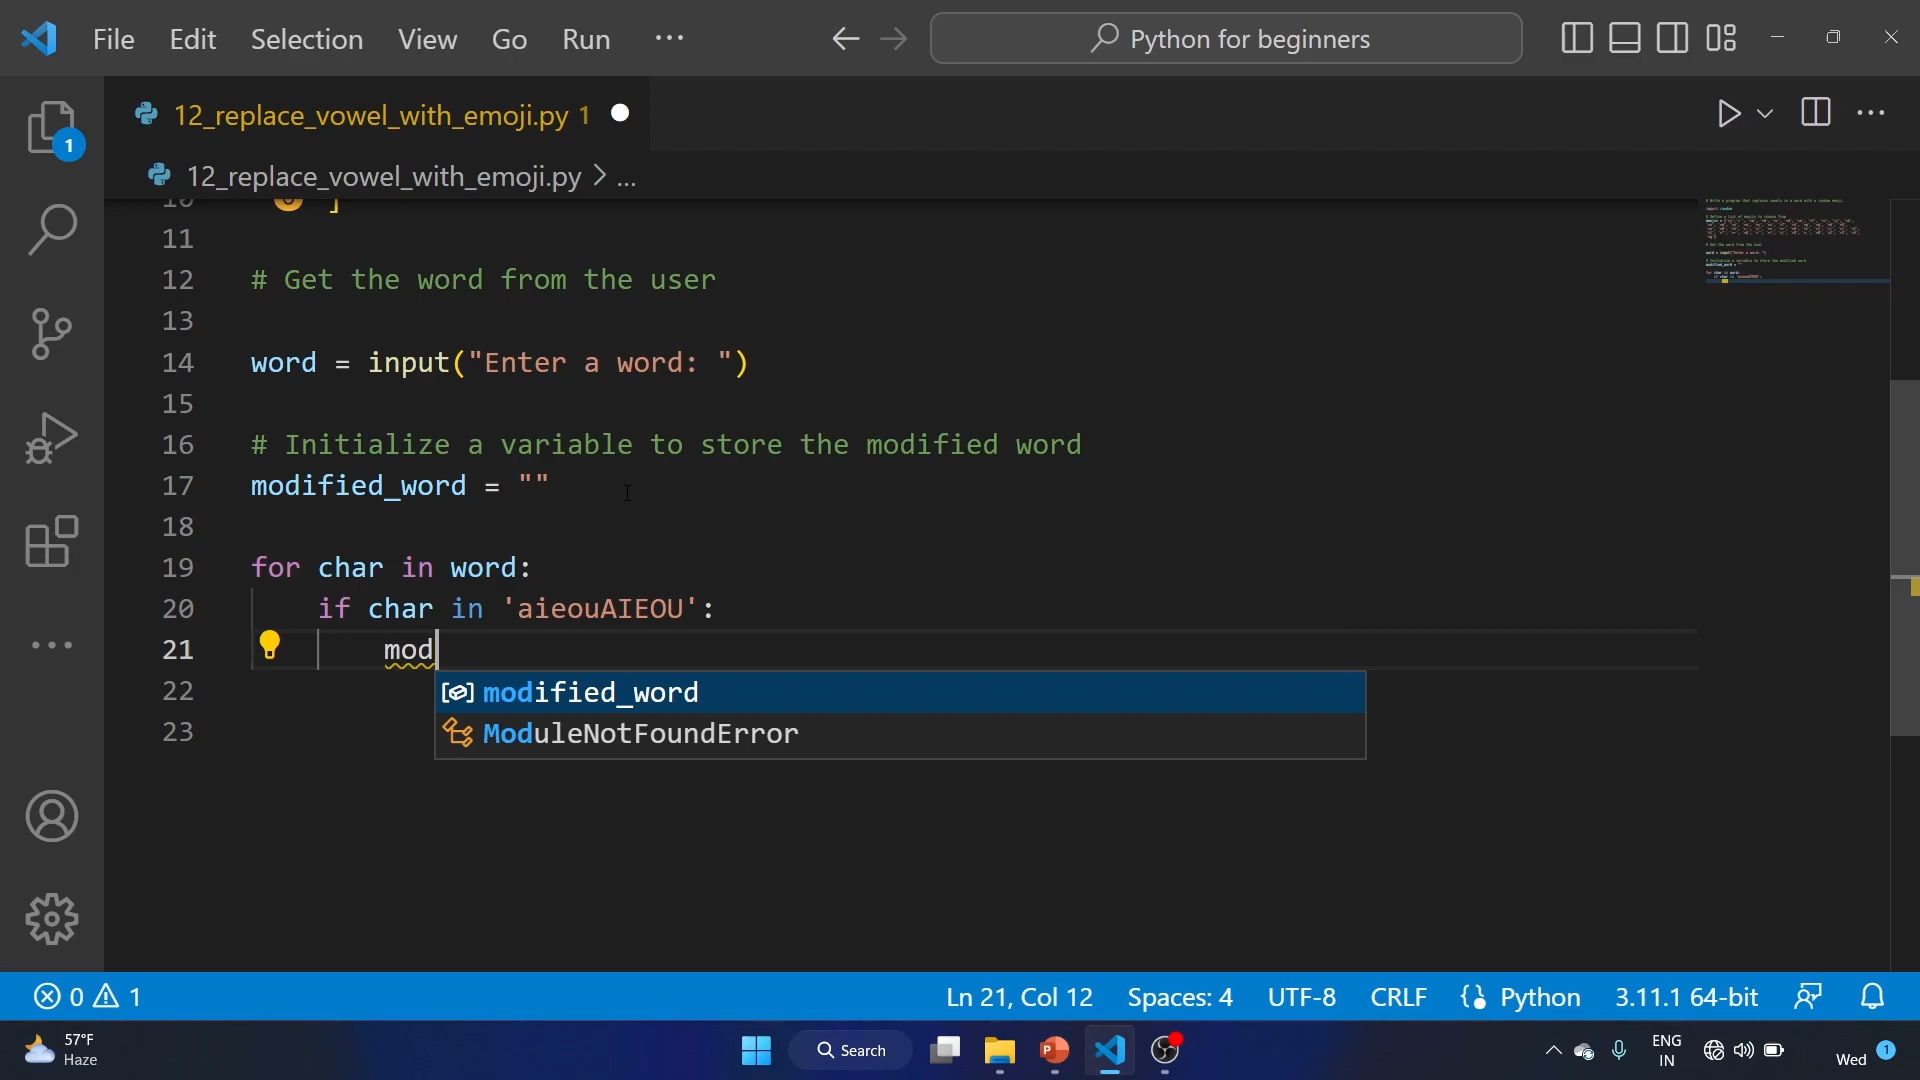 File Edit Selection View Go Run ... Python for beginners
12_replace_vowel_with_emoji.py 1
12_replace_vowel_with_emoji.py > ...
1
10 ]
11
12 # Get the word from the user
13
14 word = input("Enter a word: ")
15
16 # Initialize a variable to store the modified word
17 modified_word = ""
18
19 for char in word:
20 if char in 'aieouAIEOU':
21 mod
22 modified_word
23 ModuleNotFoundError
0 1 Ln 21, Col 12 Spaces: 4 UTF-8 CRLF Python 3.11.1 64-bit
57°F
Haze
Search
ENG
IN
Wed 1